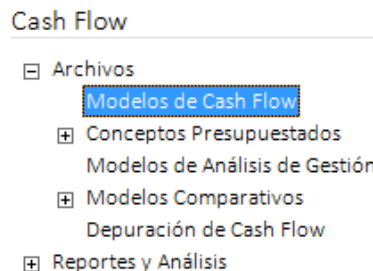 Cash Flow
Archivos
Modelos de Cash Flow
Conceptos Presupuestados
Modelos de Análisis de Gestión
Modelos Comparativos
Depuración de Cash Flow
Reportes y Análisis